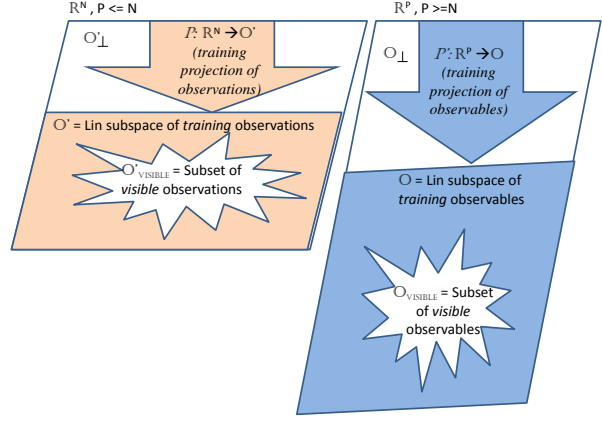 ℝᴺ , P <= N
O'⊥
P: ℝᴺ → O'
(training
projection of
observations)
O' = Lin subspace of training observations
O'VISIBLE = Subset of
visible observations
ℝᴾ , P >=N
O⊥
P': ℝᴾ → O
(training
projection of
observables)
O = Lin subspace of
training observables
OVISIBLE = Subset
of visible
observables